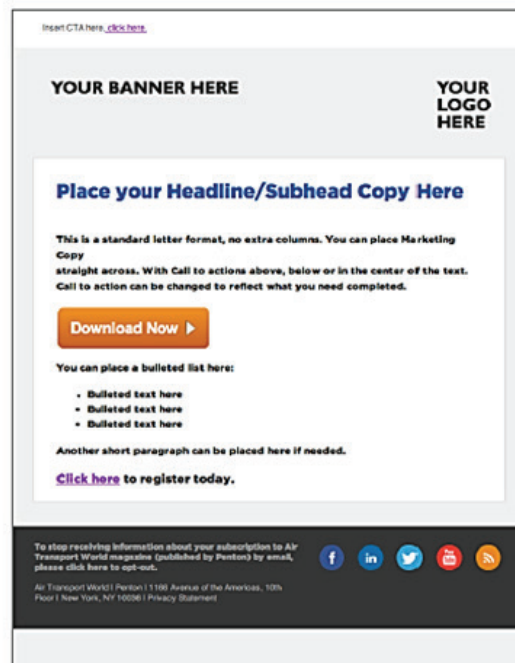 Insert CTA here, click here.
YOUR BANNER HERE
YOUR
LOGO
HERE
Place your Headline/Subhead Copy Here
This is a standard letter format, no extra columns. You can place Marketing
Copy
straight across. With Call to actions above, below or in the center of the text.
Call to action can be changed to reflect what you need completed.
Download Now
You can place a bulleted list here:
• Bulleted text here
• Bulleted text here
• Bulleted text here
Another short paragraph can be placed here if needed.
Click here to register today.
To stop receiving information about your subscription to Air
Transport World magazine (published by Penton) by email,
please click here to opt-out.
Air Transport World | Penton | 1166 Avenue of the Americas, 10th
Floor | New York, NY 10036 | Privacy Statement
f
in
You
Tube